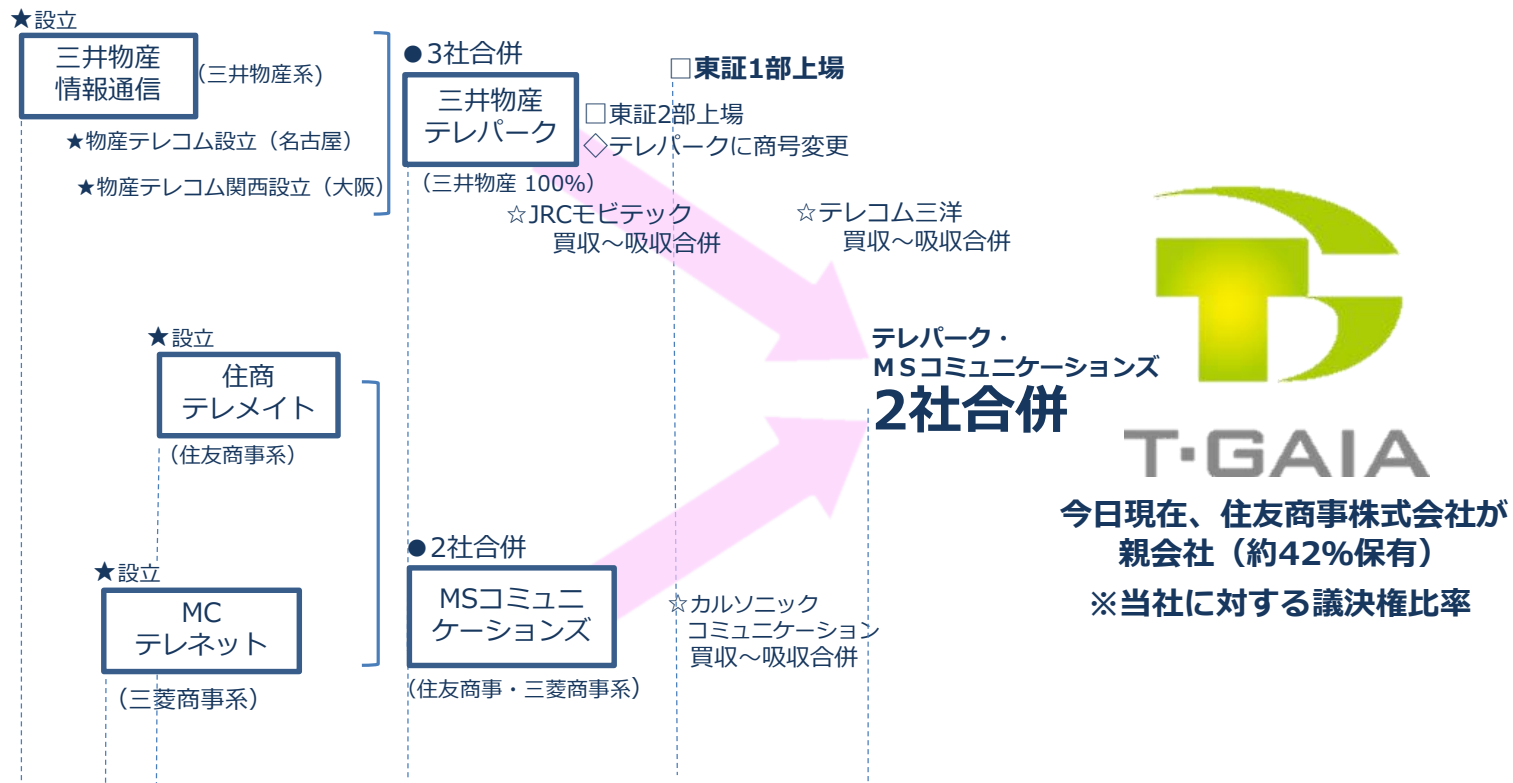 ★設立
三井物産
情報通信
(三井物産系)
★物産テレコム設立（名古屋）
★物産テレコム関西設立（大阪）
●3社合併
三井物産
テレパーク
（三井物産 100%）
□東証1部上場
□東証2部上場
◇テレパークに商号変更
☆JRCモビテック
買収～吸収合併
☆テレコム三洋
買収～吸収合併
★設立
住商
テレメイト
（住友商事系）
★設立
MC
テレネット
（三菱商事系）
●2社合併
MSコミュニ
ケーションズ
（住友商事・三菱商事系）
☆カルソニック
コミュニケーション
買収～吸収合併
テレパーク・
ＭＳコミュニケーションズ
2社合併
T・GAIA
今日現在、住友商事株式会社が
親会社（約42%保有）
※当社に対する議決権比率